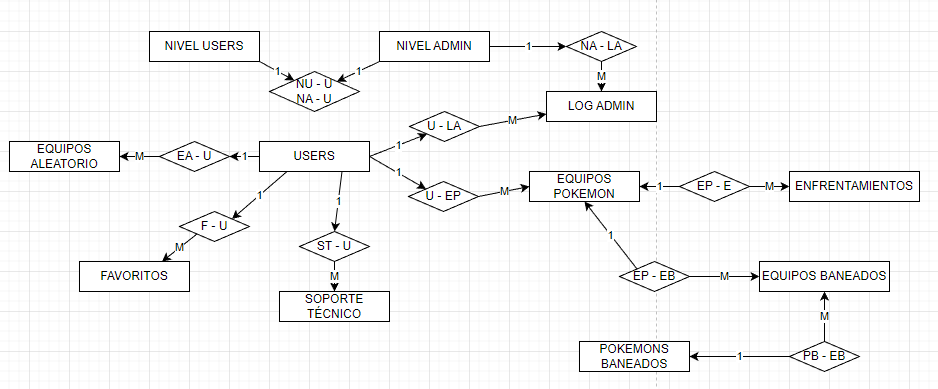 NIVEL USERS
NIVEL ADMIN
1
NA - LA
1
1
M
NU - U
NA - U
LOG ADMIN
U - LA
M
1
EQUIPOS
ALEATORIO
M
EA - U
1
USERS
1
U - EP
M
EQUIPOS
POKEMON
1
EP - E
M
ENFRENTAMIENTOS
1
1
F - U
M
ST - U
1
FAVORITOS
M
EP - EB
M
EQUIPOS BANEADOS
SOPORTE
TÉCNICO
M
POKEMONS
BANEADOS
1
PB - EB